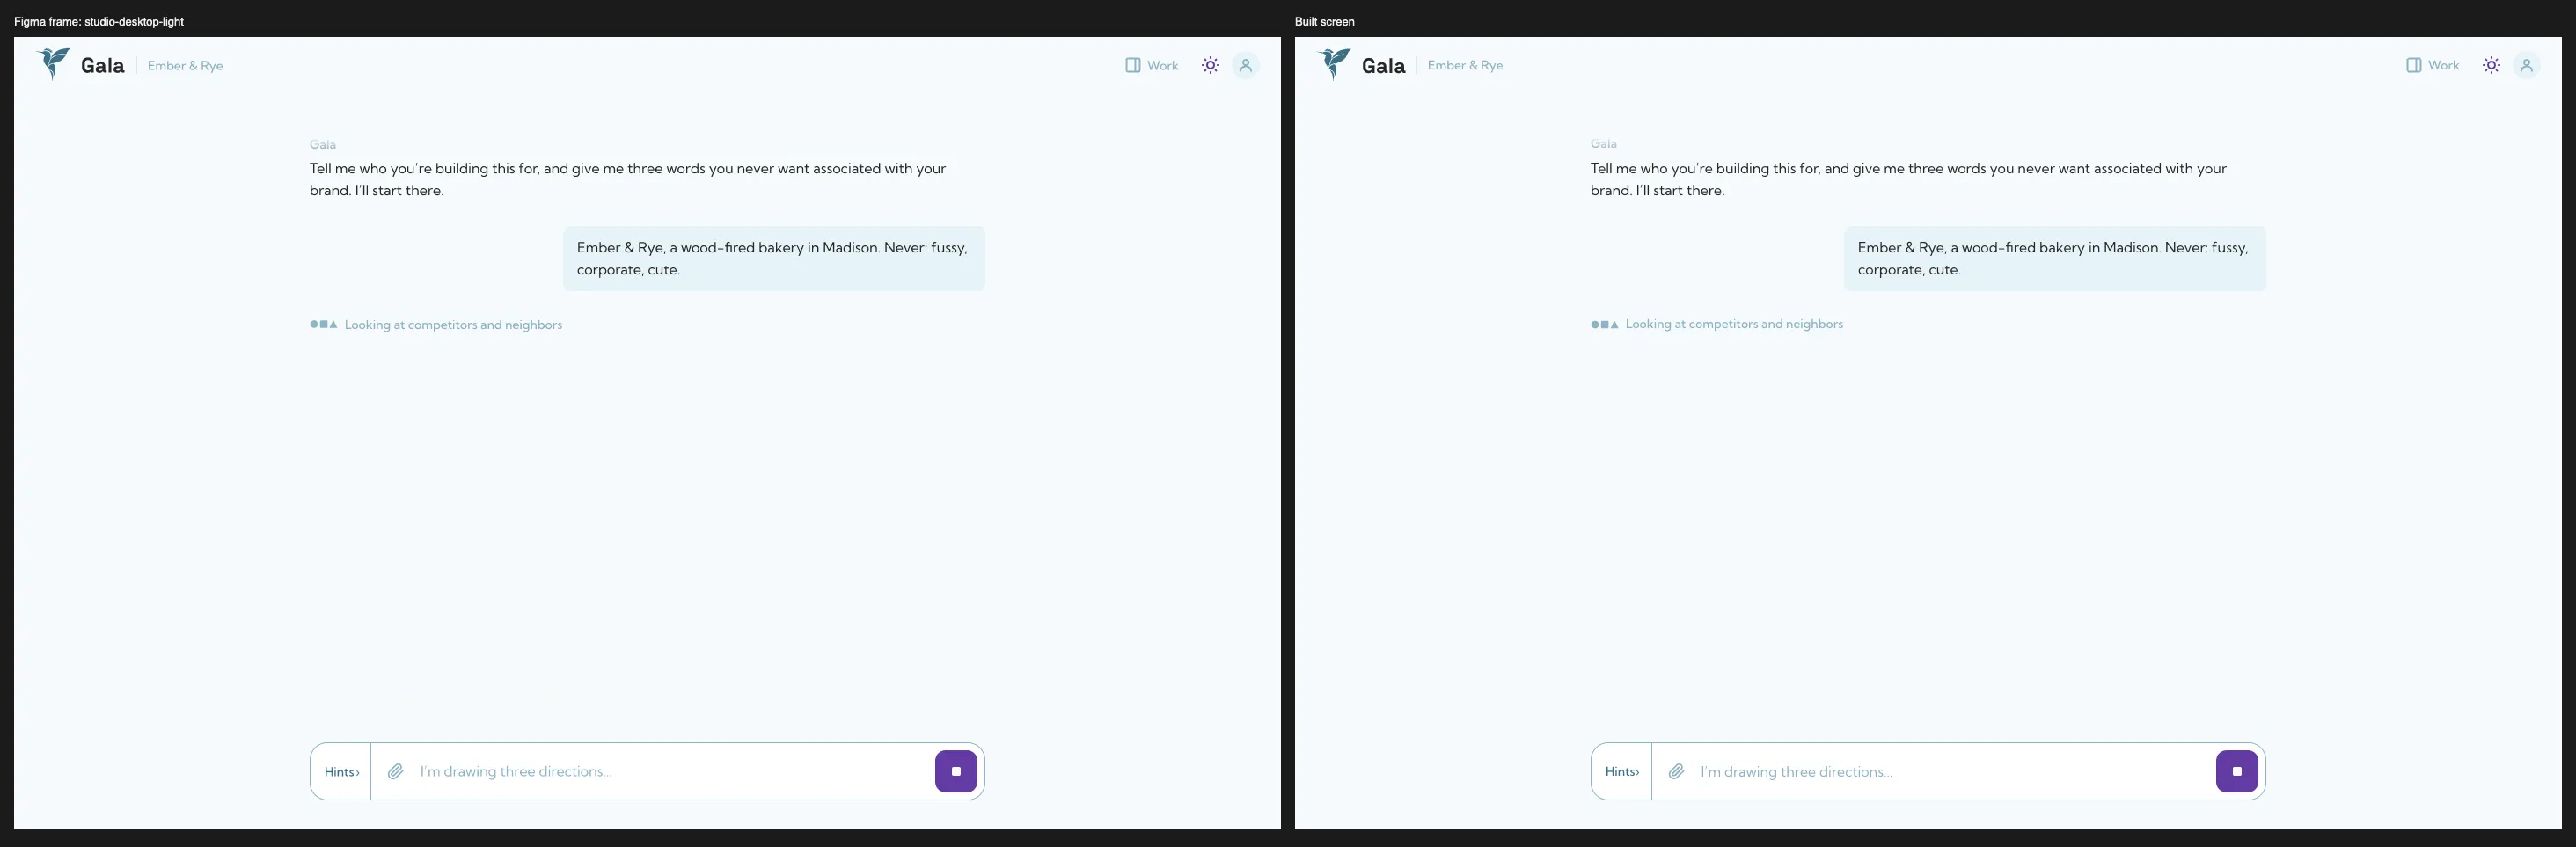 Figma frame: studio-desktop-light
Gala
Ember & Rye
Work
Gala
Tell me who you're building this for, and give me three words you never want associated with your
brand. I'll start there.
Ember & Rye, a wood-fired bakery in Madison. Never: fussy,
corporate, cute.
Looking at competitors and neighbors
Hints›
I'm drawing three directions...
Built screen
Gala
Ember & Rye
Work
Gala
Tell me who you're building this for, and give me three words you never want associated with your
brand. I'll start there.
Ember & Rye, a wood-fired bakery in Madison. Never: fussy,
corporate, cute.
Looking at competitors and neighbors
Hints›
I'm drawing three directions...